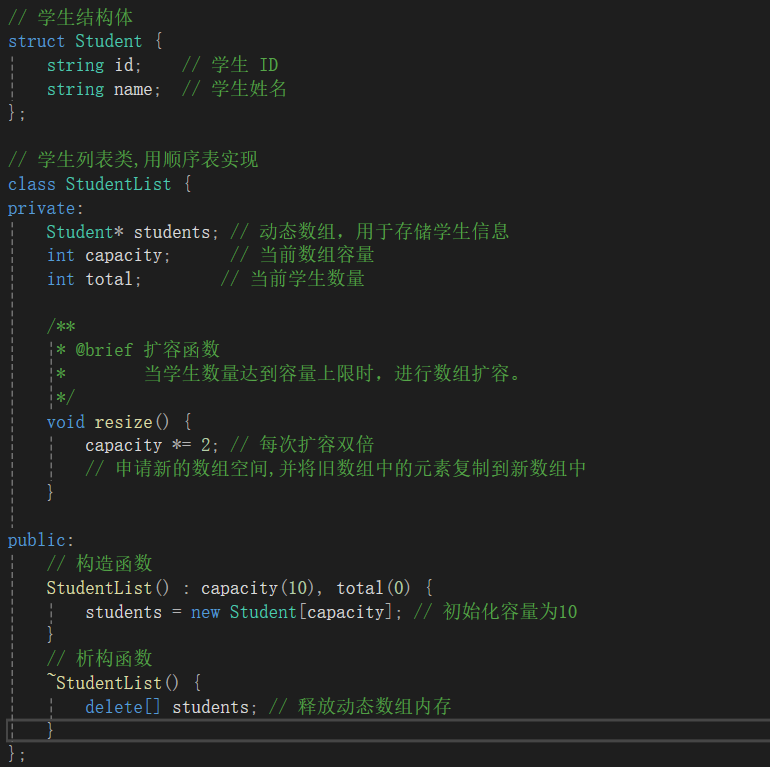 // 学生结构体
struct Student {
    string id;    // 学生 ID
    string name;  // 学生姓名
};

// 学生列表类,用顺序表实现
class StudentList {
private:
    Student* students; // 动态数组，用于存储学生信息
    int capacity;      // 当前数组容量
    int total;        // 当前学生数量

    /**
    * @brief 扩容函数
    *        当学生数量达到容量上限时，进行数组扩容。
    */
    void resize() {
        capacity *= 2; // 每次扩容双倍
        // 申请新的数组空间,并将旧数组中的元素复制到新数组中
    }

public:
    // 构造函数
    StudentList() : capacity(10), total(0) {
        students = new Student[capacity]; // 初始化容量为10
    }
    // 析构函数
    ~StudentList() {
        delete[] students; // 释放动态数组内存
    }
};